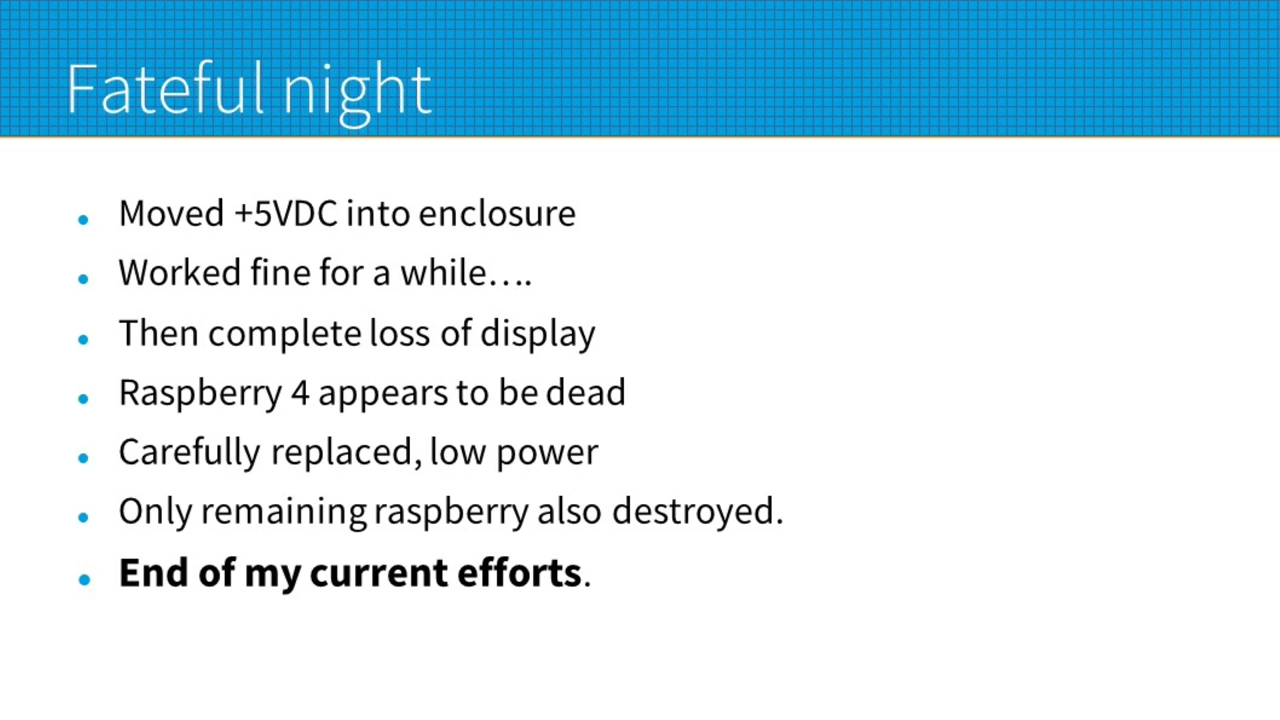 Fateful night
Moved +5VDC into enclosure
Worked fine for a while....
Then complete loss of display
Raspberry 4 appears to be dead
Carefully replaced, low power
Only remaining raspberry also destroyed.
End of my current efforts.